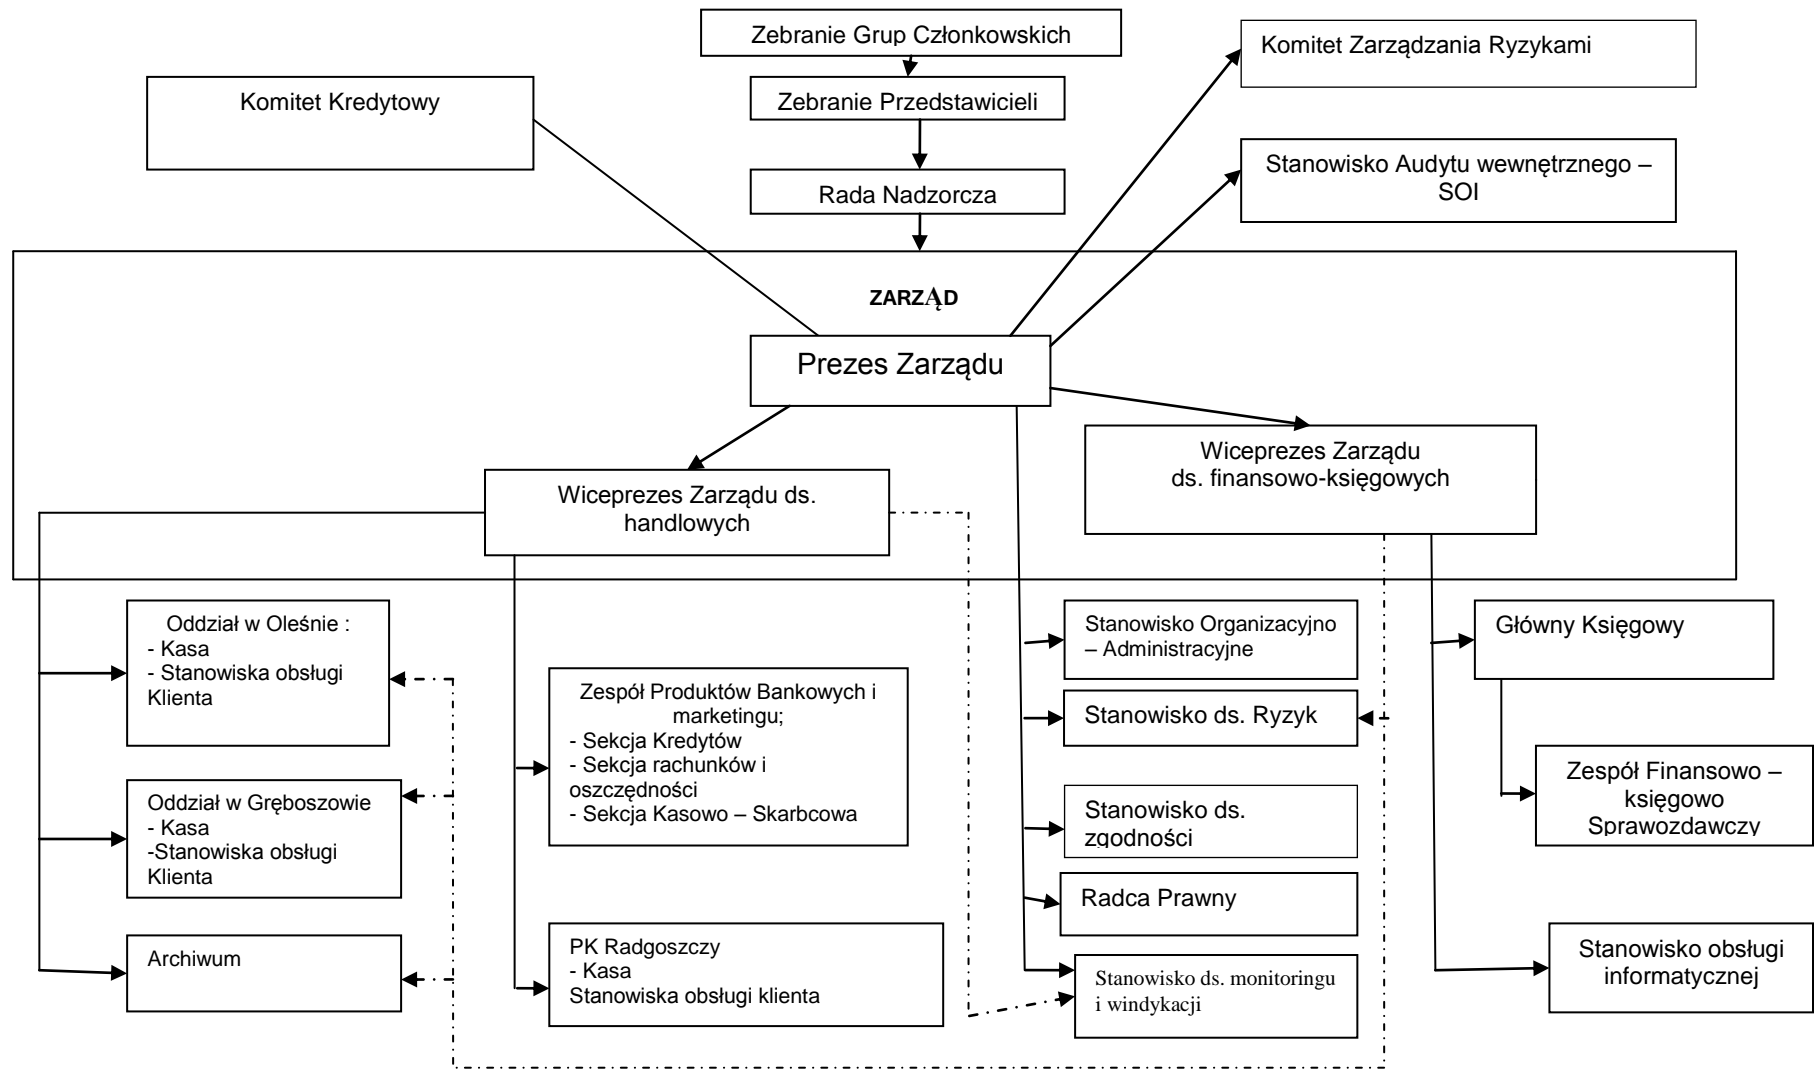 Zebranie Grup Członkowskich
Komitet Zarządzania Ryzykami
Komitet Kredytowy
Zebranie Przedstawicieli
Stanowisko Audytu wewnętrznego –
SOI
Rada Nadzorcza
ZARZĄD
Prezes Zarządu
Wiceprezes Zarządu
ds. finansowo-księgowych
Wiceprezes Zarządu ds.
handlowych
Oddział w Oleśnie :
- Kasa
- Stanowiska obsługi
Klienta
Oddział w Gręboszowie
- Kasa
-Stanowiska obsługi
Klienta
Archiwum
Zespół Produktów Bankowych i
marketingu;
- Sekcja Kredytów
- Sekcja rachunków i
oszczędności
- Sekcja Kasowo – Skarbcowa
PK Radgoszczy
- Kasa
Stanowiska obsługi klienta
Stanowisko Organizacyjno
– Administracyjne
Stanowisko ds. Ryzyk
Stanowisko ds.
zgodności
Radca Prawny
Stanowisko ds. monitoringu
i windykacji
Główny Księgowy
Zespół Finansowo –
księgowo
Sprawozdawczy
Stanowisko obsługi
informatycznej